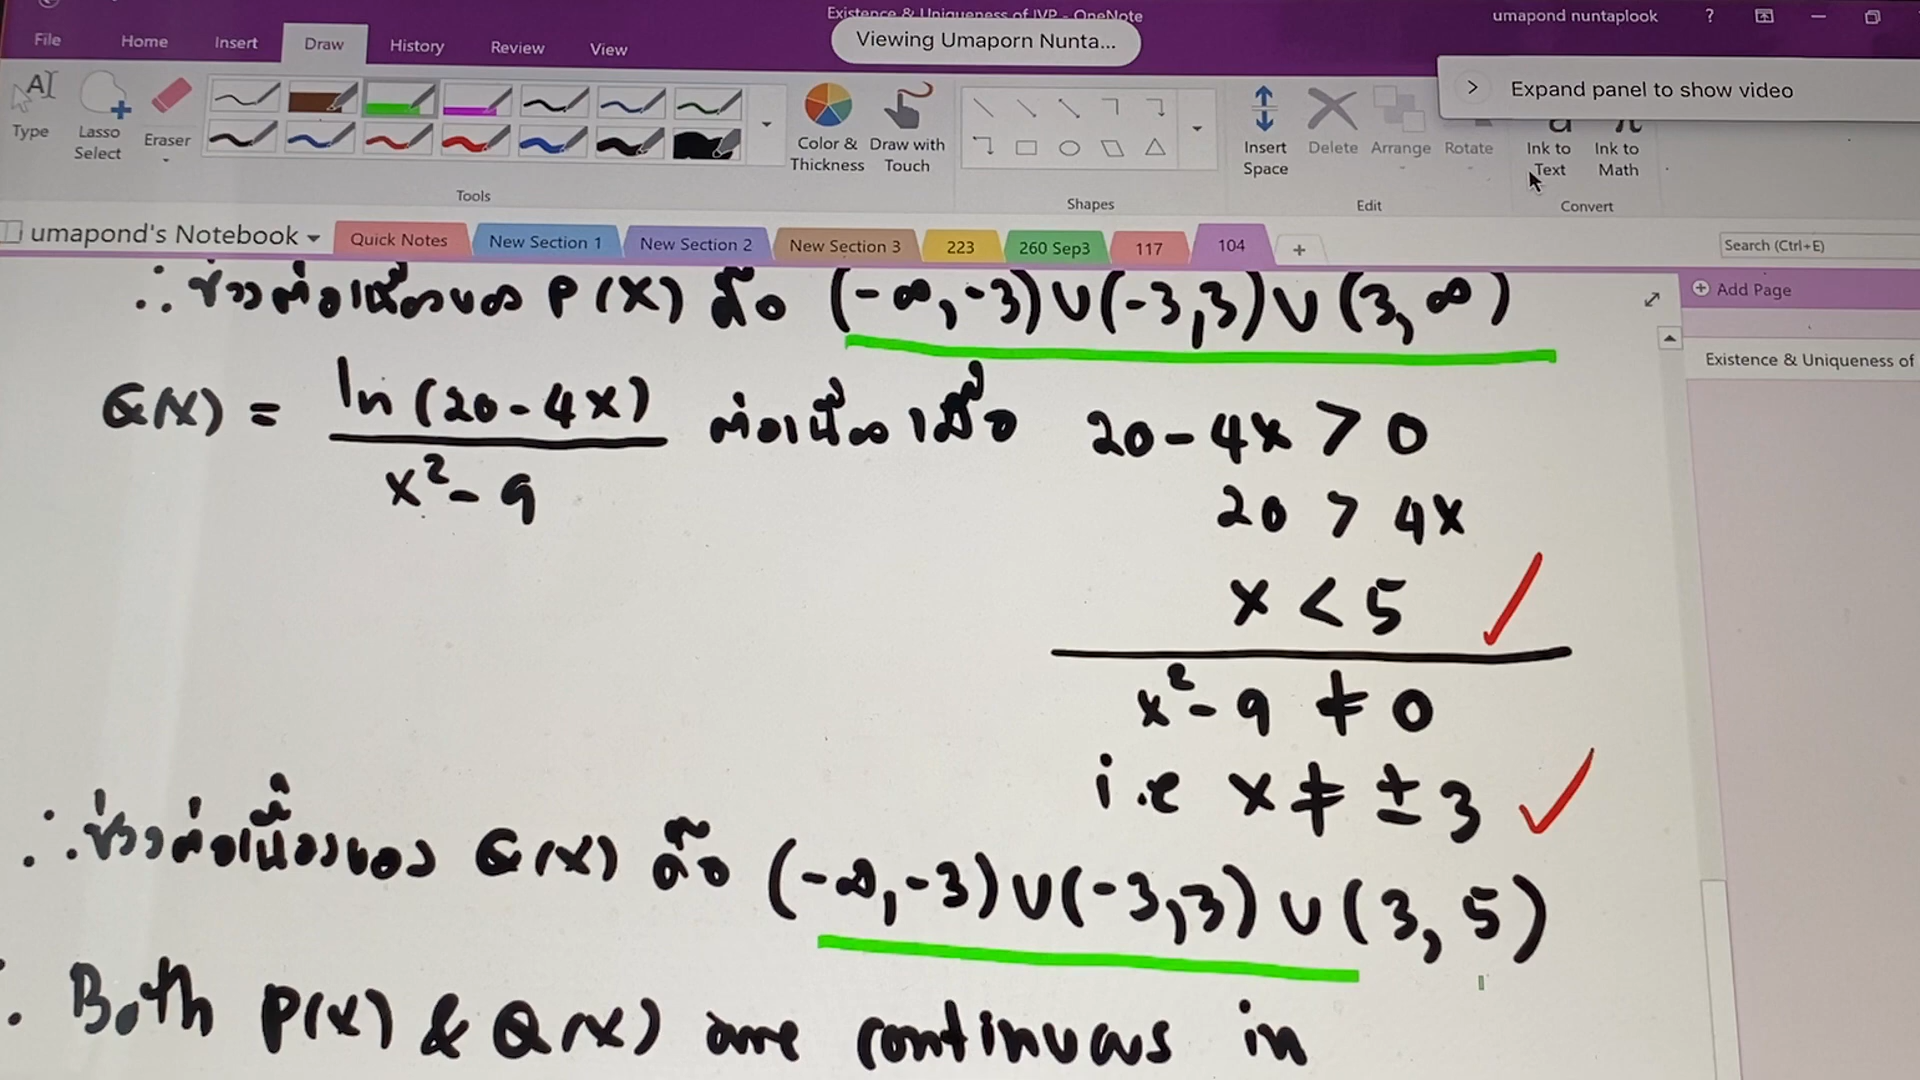 Existence & Uniqueness of IVP - OneNote
umapond nuntaplook
?
Viewing Umaporn Nunta...
File Home Insert Draw History Review View
Expand panel to show video
Type
Lasso Select
Eraser
Color & Thickness
Draw with Touch
Insert Space
Delete
Arrange
Rotate
Ink to Text
Ink to Math
Tools
Shapes
Edit
Convert
umapond's Notebook
Quick Notes
New Section 1
New Section 2
New Section 3
223
260 Sep3
117
104
+
Search (Ctrl+E)
Add Page
Existence & Uniqueness of
∴ ช่วงต่อเนื่องของ P(x) คือ (-∞,-3)∪(-3,3)∪(3,∞)
Q(x) = ln(20-4x) / x²-9 ต่อเนื่อง เมื่อ 20-4x > 0
20 > 4x
x < 5 ✓
x²-9 ≠ 0
i.e x ≠ ±3 ✓
∴ ช่วงต่อเนื่องของ Q(x) คือ (-∞,-3)∪(-3,3)∪(3,5)
∴ Both P(x) & Q(x) are continuous in